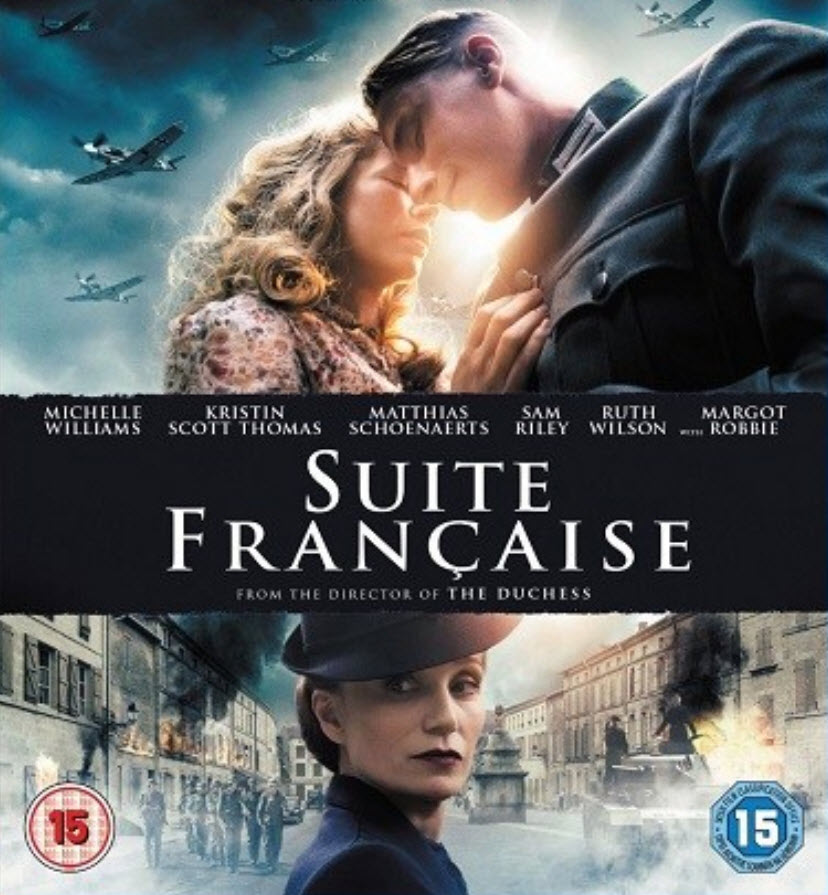 MICHELLE KRISTIN MATTHIAS SAM RUTH MARGOT
WILLIAMS SCOTT THOMAS SCHOENAERTS RILEY WILSON WITH ROBBIE
SUITE
FRANÇAISE
FROM THE DIRECTOR OF THE DUCHESS
15
15